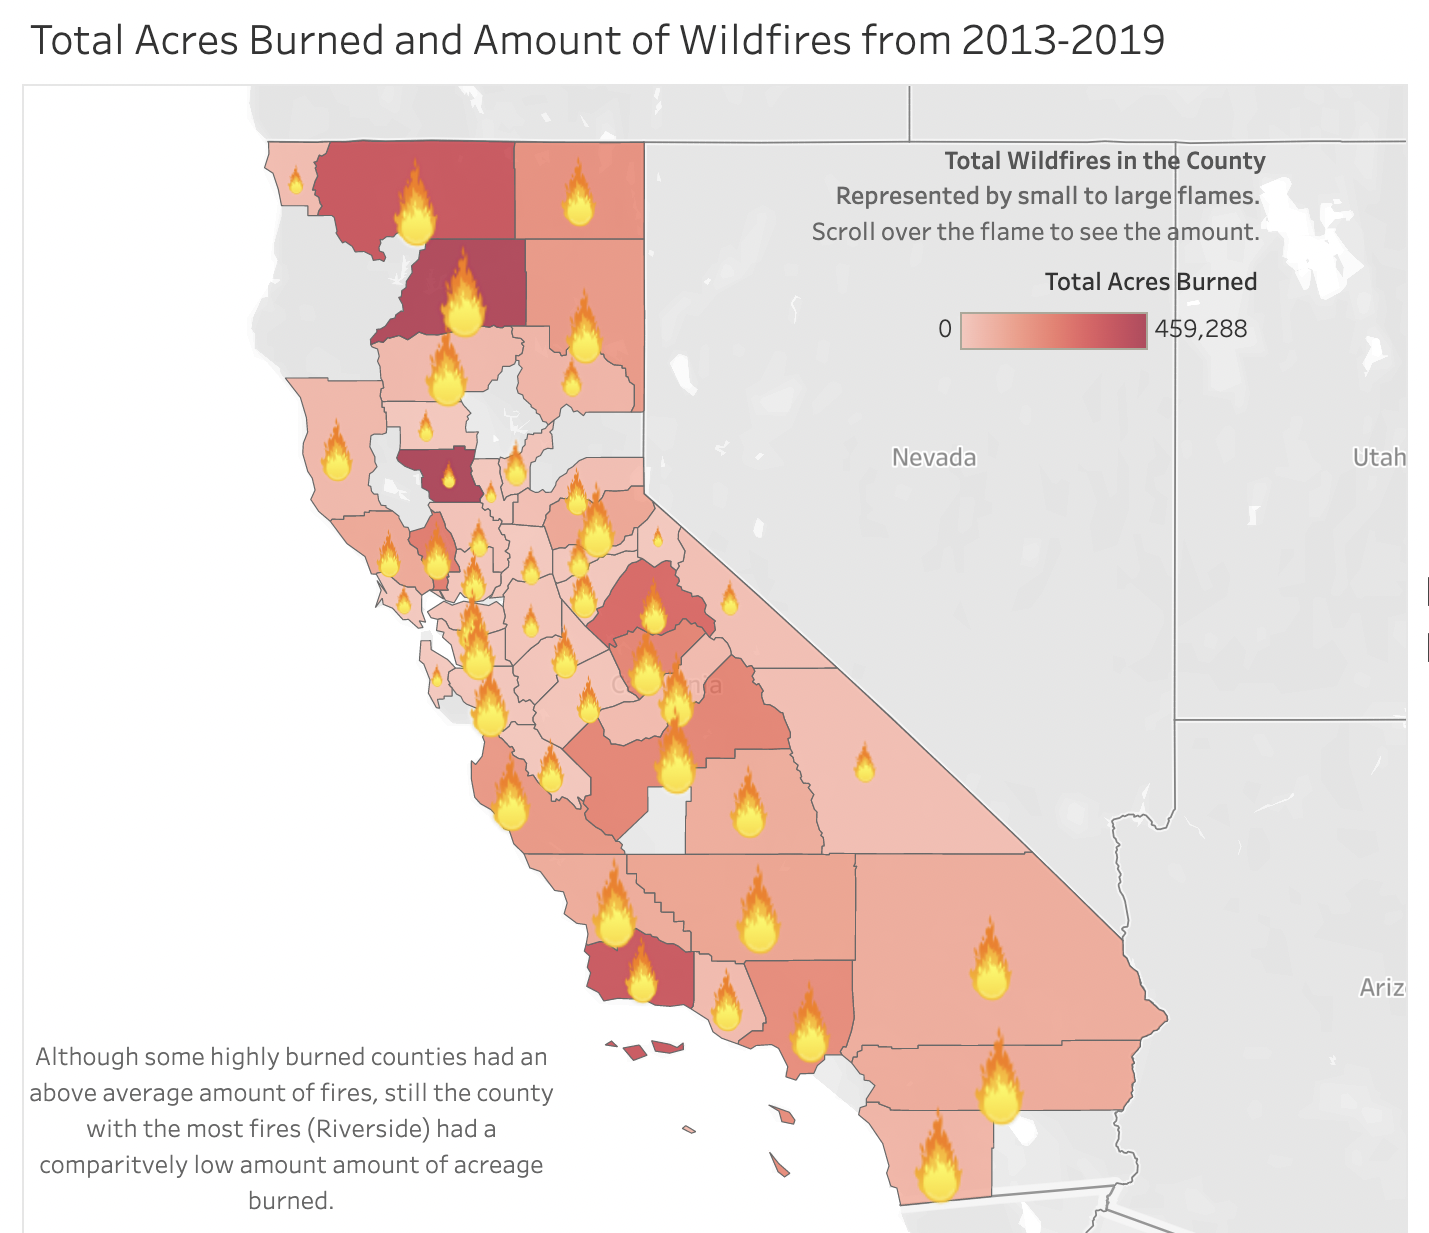 Total Acres Burned and Amount of Wildfires from 2013-2019
Total Wildfires in the County
Represented by small to large flames.
Scroll over the flame to see the amount.
Total Acres Burned
0
459,288
Nevada
Utah
California
Ariz
Although some highly burned counties had an
above average amount of fires, still the county
with the most fires (Riverside) had a
comparitvely low amount amount of acreage
burned.